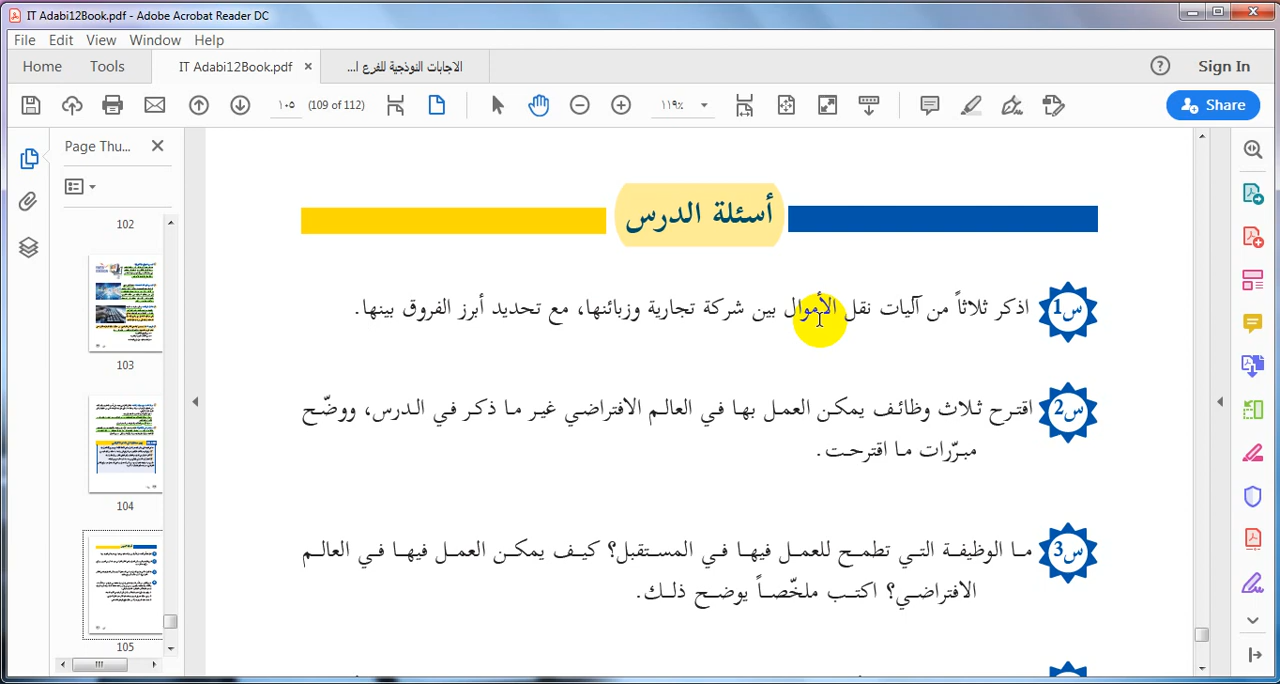 IT Adabi12Book.pdf - Adobe Acrobat Reader DC
File Edit View Window Help
Home Tools IT Adabi12Book.pdf × الاجابات النوذجية للفرع ا...
Sign In
١٠٥ (109 of 112) ١١٩٪ Share
Page Thu... ×
102
103
104
105
أسئلة الدرس
س1 اذكر ثلاثاً من آليات نقل الأموال بين شركة تجارية وزبائنها، مع تحديد أبرز الفروق بينها.
س2 اقترح ثلاث وظائف يمكن العمل بها في العالم الافتراضي غير ما ذكر في الدرس، ووضّح
مبرّرات ما اقترحت.
س3 ما الوظيفة التي تطمح للعمل فيها في المستقبل؟ كيف يمكن العمل فيها في العالم
الافتراضي؟ اكتب ملخّصاً يوضح ذلك.